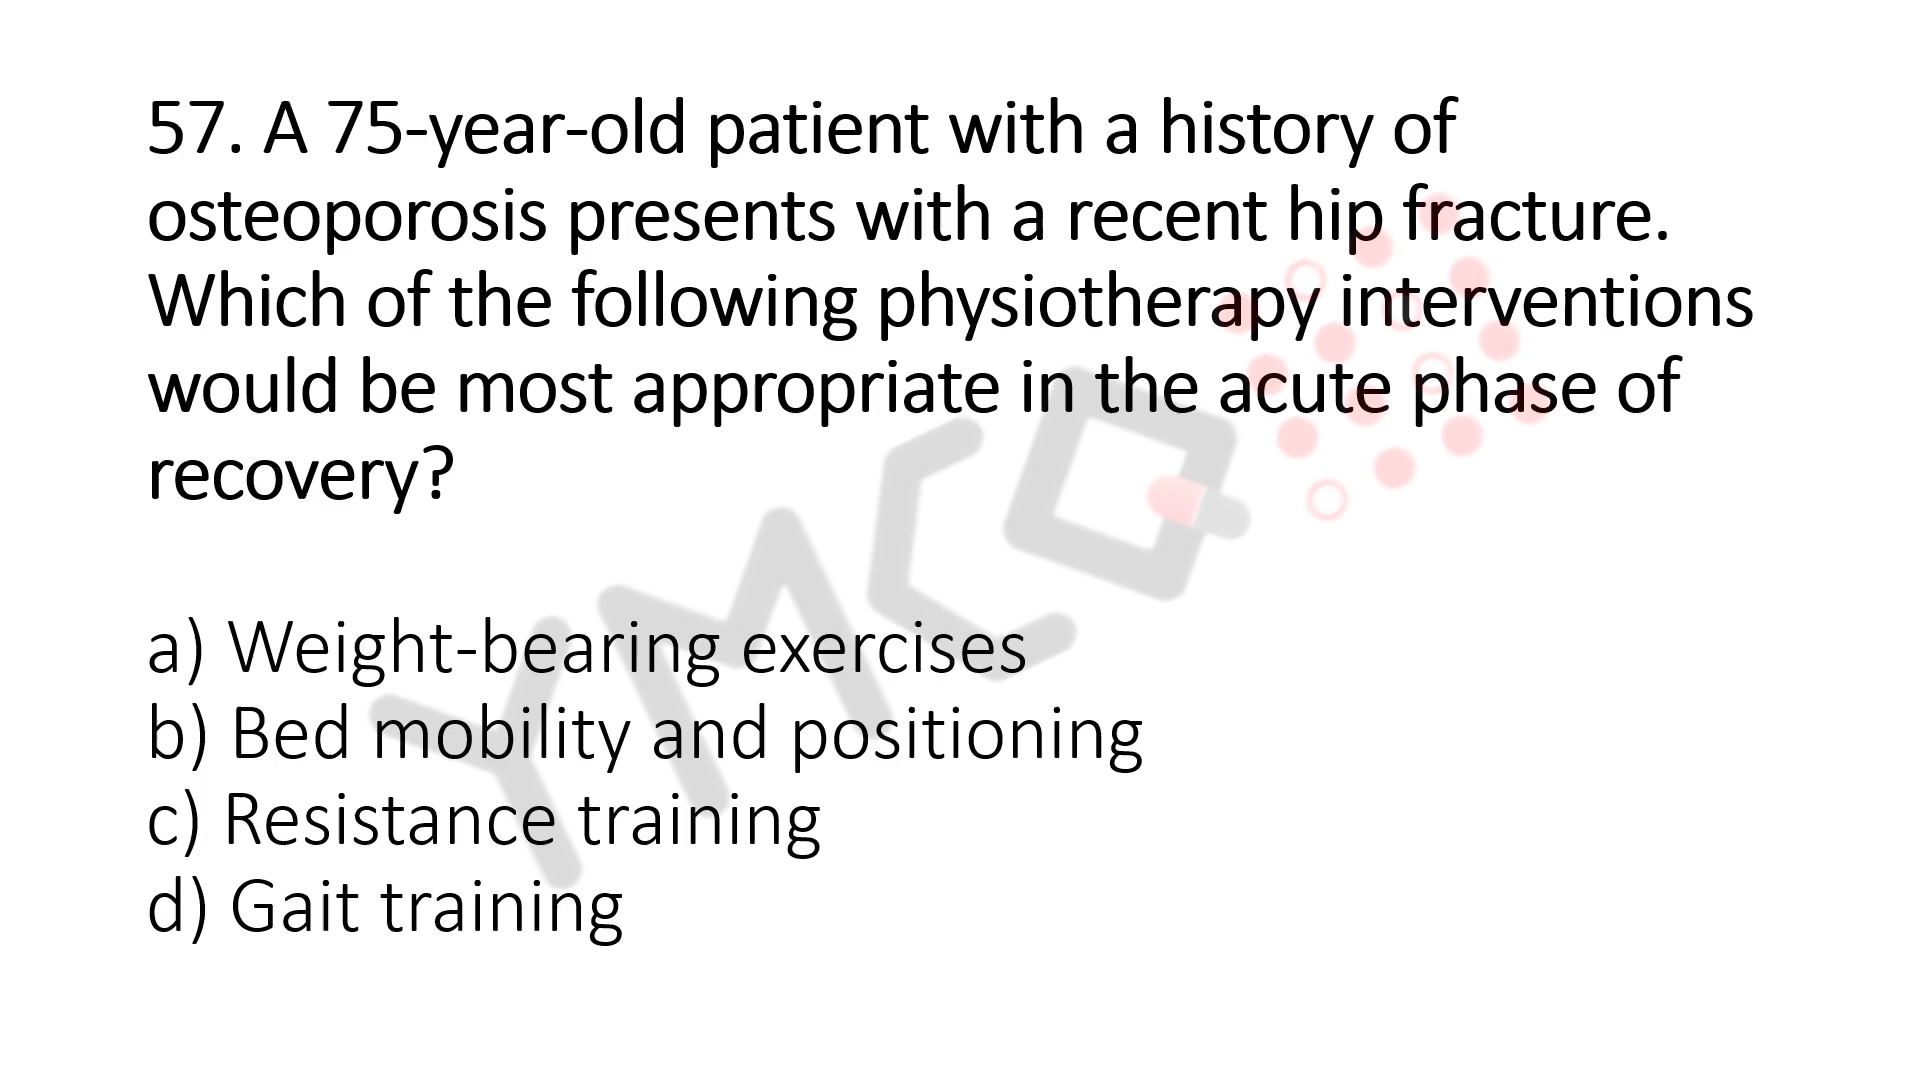 57. A 75-year-old patient with a history of
osteoporosis presents with a recent hip fracture.
Which of the following physiotherapy interventions
would be most appropriate in the acute phase of
recovery?
a) Weight-bearing exercises
b) Bed mobility and positioning
c) Resistance training
d) Gait training
YMCQ